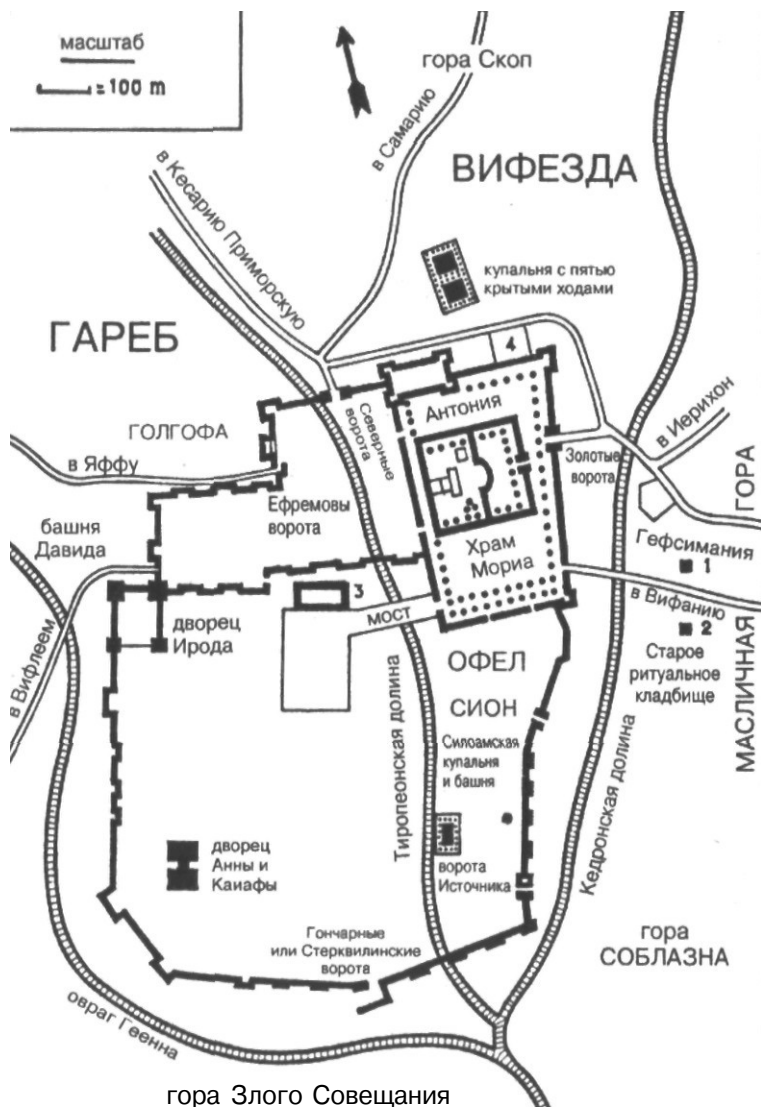 масштаб
≅ 100 m
гора Скоп
в Самарию
в Кесарию Приморскую
ВИФЕЗДА
купальня с пятью
крытыми ходами
ГАРЕБ
4
Антония
Северные
ворота
ГОЛГОФА
в Яффу
Золотые
ворота
в Иерихон
ГОРА
Ефремовы
ворота
башня
Давида
Храм
Мориа
Гефсимания
1
в Вифанию
2
Старое
ритуальное
кладбище
МАСЛИЧНАЯ
3
мост
дворец
Ирода
в Вифлеем
ОФЕЛ
СИОН
Силоамская
купальня
и башня
Тиропеонская долина
Кедронская долина
ворота
Источника
дворец
Анны и
Каиафы
Гончарные
или Стерквилинские
ворота
гора
СОБЛАЗНА
овраг Геенна
гора Злого Совещания